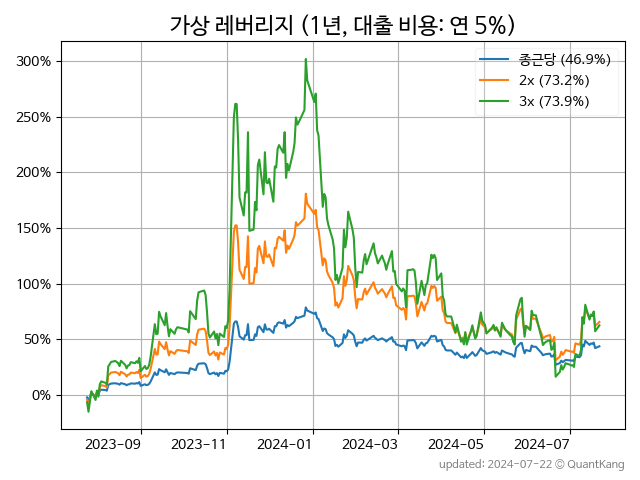 가상 레버리지 (1년, 대출 비용: 연 5%)
300%
250%
200%
150%
100%
50%
0%
종근당 (46.9%)
2x (73.2%)
3x (73.9%)
2023-09
2023-11
2024-01
2024-03
2024-05
2024-07
updated: 2024-07-22 © QuantKang